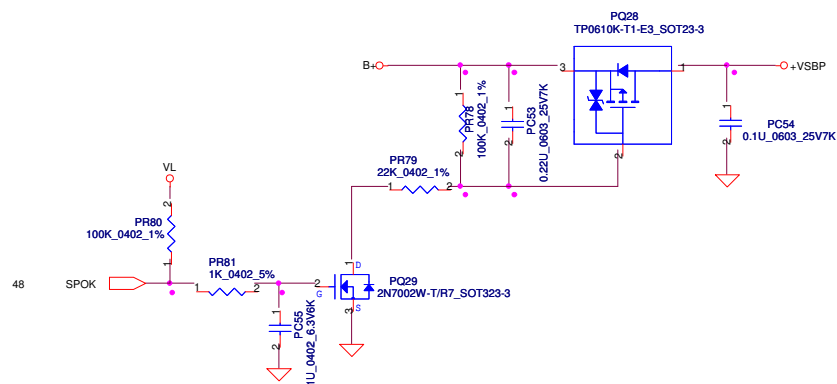 PQ28
TP0610K-T1-E3_SOT23-3
B+
3
1
+VSBP
1
PR78
100K_0402_1%
2
1
PC53
0.22U_0603_25V7K
2
2
1
PC54
0.1U_0603_25V7K
2
PR79
22K_0402_1%
1
2
VL
2
PR80
100K_0402_1%
1
48
SPOK
PR81
1K_0402_5%
1
2
1
D
2
G
PQ29
2N7002W-T/R7_SOT323-3
S
3
1
PC55
1U_0402_6.3V6K
2